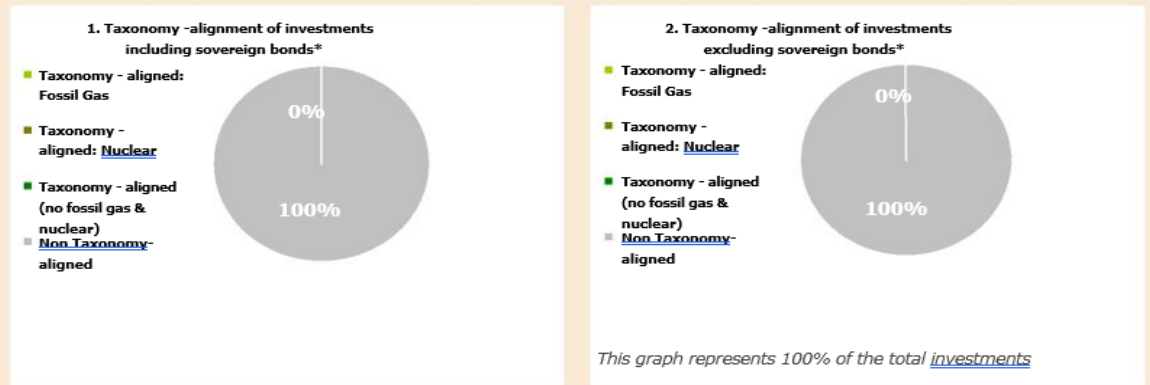 1. Taxonomy -alignment of investments
including sovereign bonds*
Taxonomy - aligned:
Fossil Gas
Taxonomy -
aligned: Nuclear
Taxonomy - aligned
(no fossil gas &
nuclear)
Non Taxonomy-
aligned
0%
100%
2. Taxonomy -alignment of investments
excluding sovereign bonds*
Taxonomy - aligned:
Fossil Gas
Taxonomy -
aligned: Nuclear
Taxonomy - aligned
(no fossil gas &
nuclear)
Non Taxonomy-
aligned
0%
100%
This graph represents 100% of the total investments